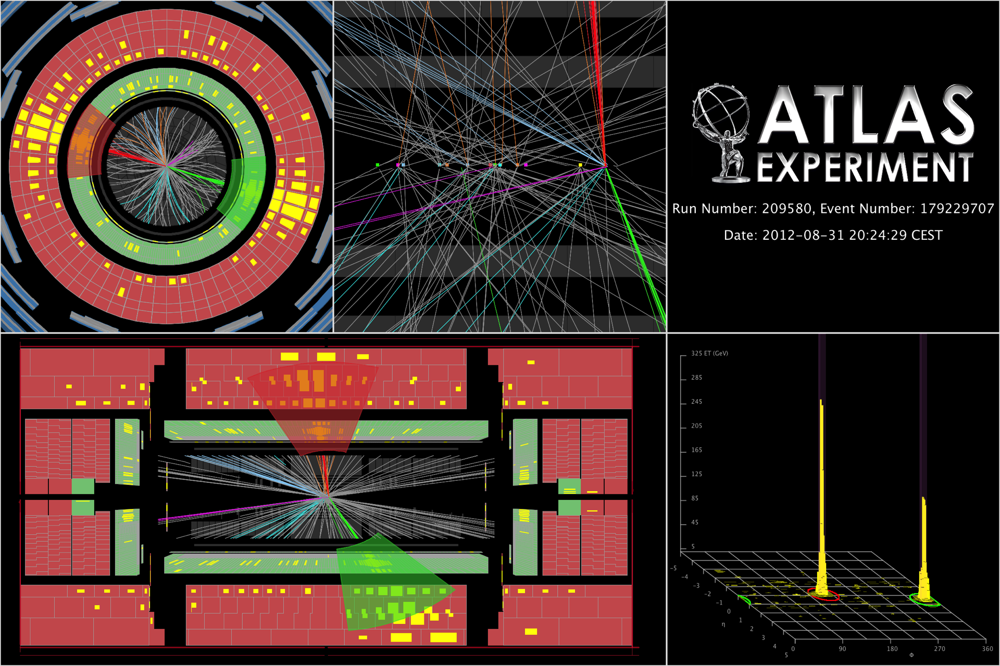 ATLAS
EXPERIMENT
Run Number: 209580, Event Number: 179229707
Date: 2012-08-31 20:24:29 CEST
325 ET (GeV)
285
245
205
165
125
85
45
5
-5
-4
-3
-2
-1
0
η
1
2
3
4
5
0 90 180 270 360
Φ